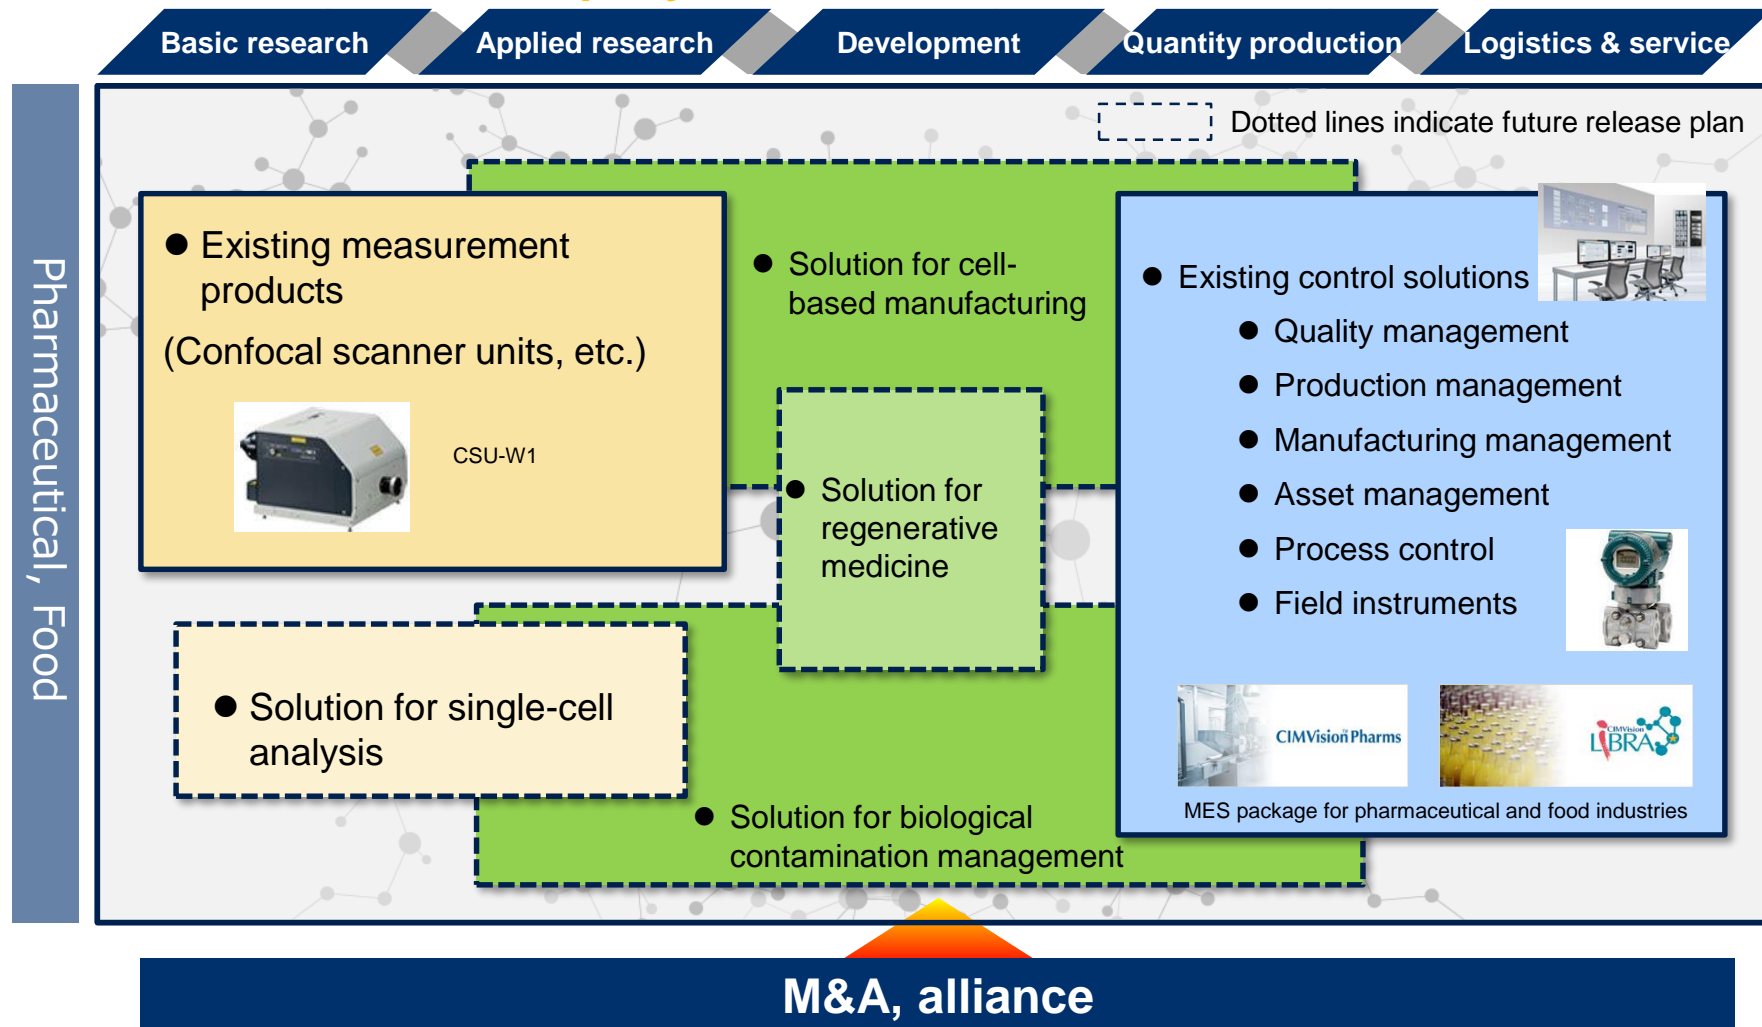 Basic research
Applied research
Development
Quantity production
Logistics & service
Pharmaceutical, Food
Dotted lines indicate future release plan
● Existing measurement
products
(Confocal scanner units, etc.)
CSU-W1
● Solution for cell-
based manufacturing
● Solution for
regenerative
medicine
● Existing control solutions
● Quality management
● Production management
● Manufacturing management
● Asset management
● Process control
● Field instruments
CIMVision Pharms
CIMVision
LIBRA
MES package for pharmaceutical and food industries
● Solution for single-cell
analysis
● Solution for biological
contamination management
M&A, alliance